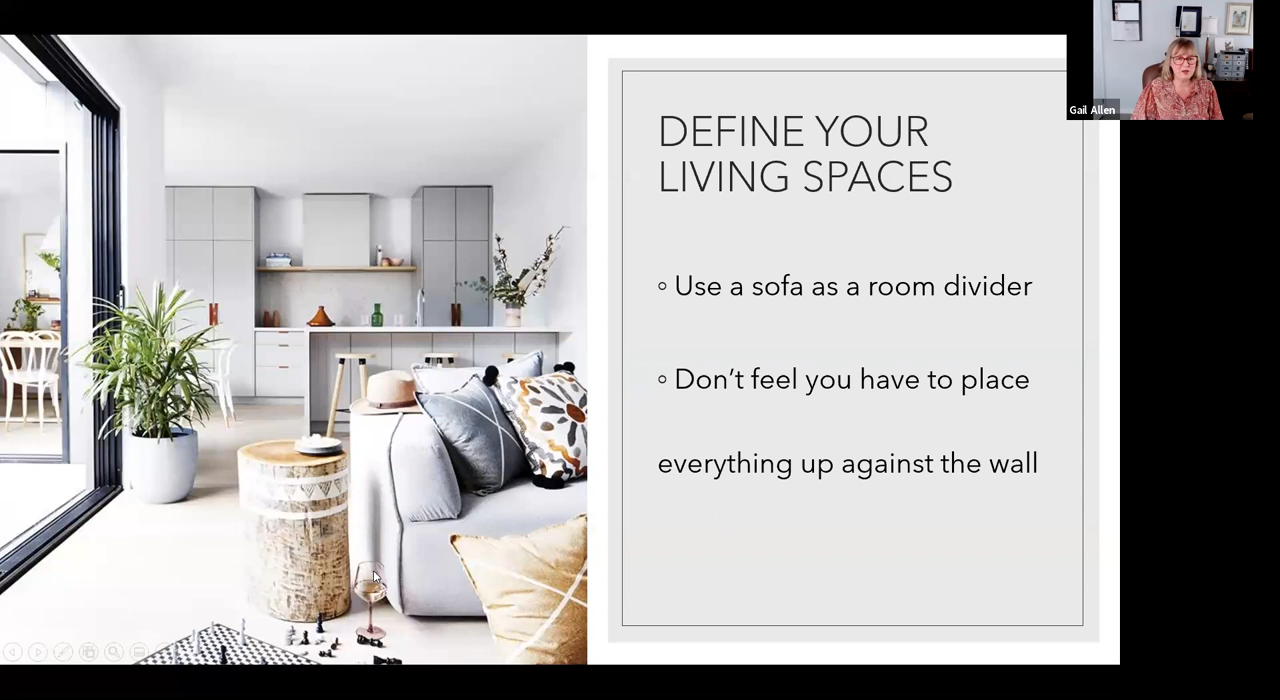 Gail Allen
DEFINE YOUR
LIVING SPACES
◦ Use a sofa as a room divider
◦ Don’t feel you have to place
everything up against the wall